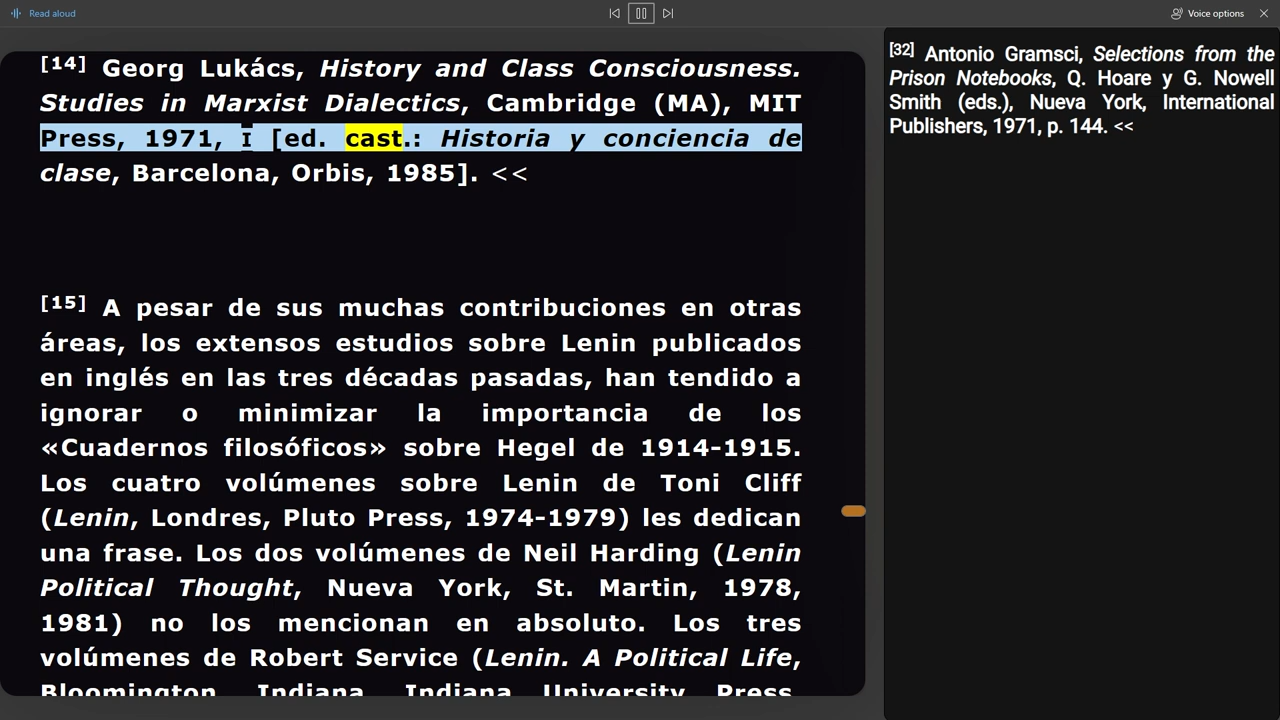 Read aloud
Voice options
[14] Georg Lukács, History and Class Consciousness.
Studies in Marxist Dialectics, Cambridge (MA), MIT
Press, 1971, [ed. cast.: Historia y conciencia de
clase, Barcelona, Orbis, 1985]. <<
[15] A pesar de sus muchas contribuciones en otras
áreas, los extensos estudios sobre Lenin publicados
en inglés en las tres décadas pasadas, han tendido a
ignorar o minimizar la importancia de los
«Cuadernos filosóficos» sobre Hegel de 1914-1915.
Los cuatro volúmenes sobre Lenin de Toni Cliff
(Lenin, Londres, Pluto Press, 1974-1979) les dedican
una frase. Los dos volúmenes de Neil Harding (Lenin
Political Thought, Nueva York, St. Martin, 1978,
1981) no los mencionan en absoluto. Los tres
volúmenes de Robert Service (Lenin. A Political Life,
Bloomington, Indiana, Indiana University Press,
[32] Antonio Gramsci, Selections from the
Prison Notebooks, Q. Hoare y G. Nowell
Smith (eds.), Nueva York, International
Publishers, 1971, p. 144. <<